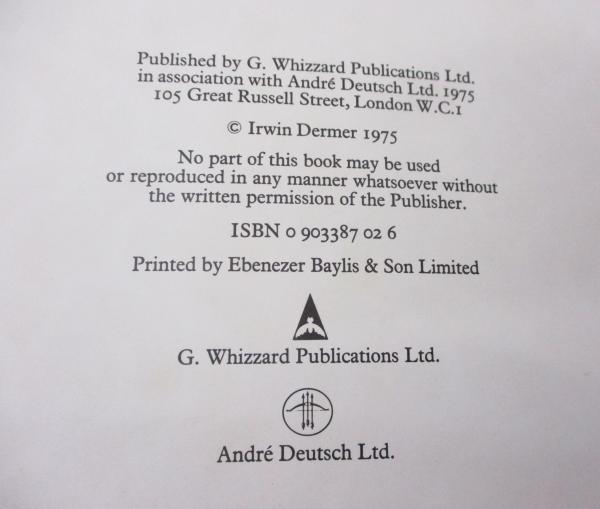 Published by G. Whizzard Publications Ltd.
in association with André Deutsch Ltd. 1975
105 Great Russell Street, London W.C.1
© Irwin Dermer 1975
No part of this book may be used
or reproduced in any manner whatsoever without
the written permission of the Publisher.
ISBN 0 903387 02 6
Printed by Ebenezer Baylis & Son Limited
G. Whizzard Publications Ltd.
André Deutsch Ltd.